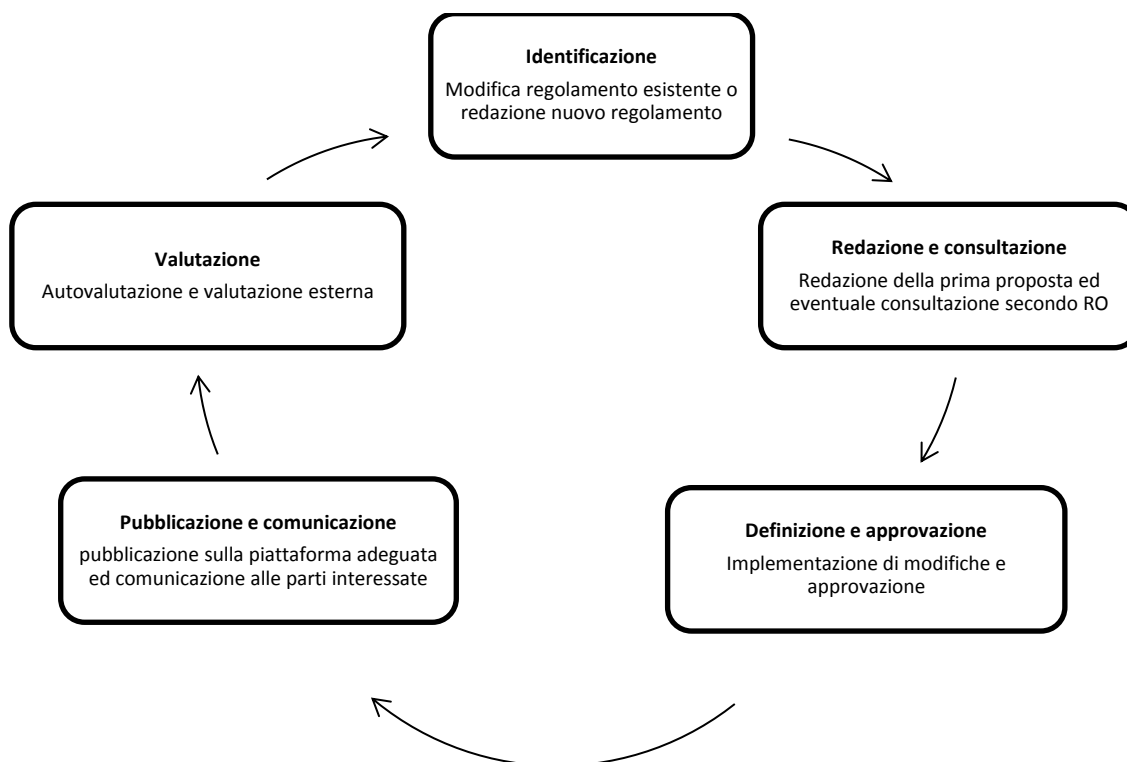 Identificazione
Modifica regolamento esistente o
redazione nuovo regolamento
Redazione e consultazione
Redazione della prima proposta ed
eventuale consultazione secondo RO
Definizione e approvazione
Implementazione di modifiche e
approvazione
Pubblicazione e comunicazione
pubblicazione sulla piattaforma adeguata
ed comunicazione alle parti interessate
Valutazione
Autovalutazione e valutazione esterna